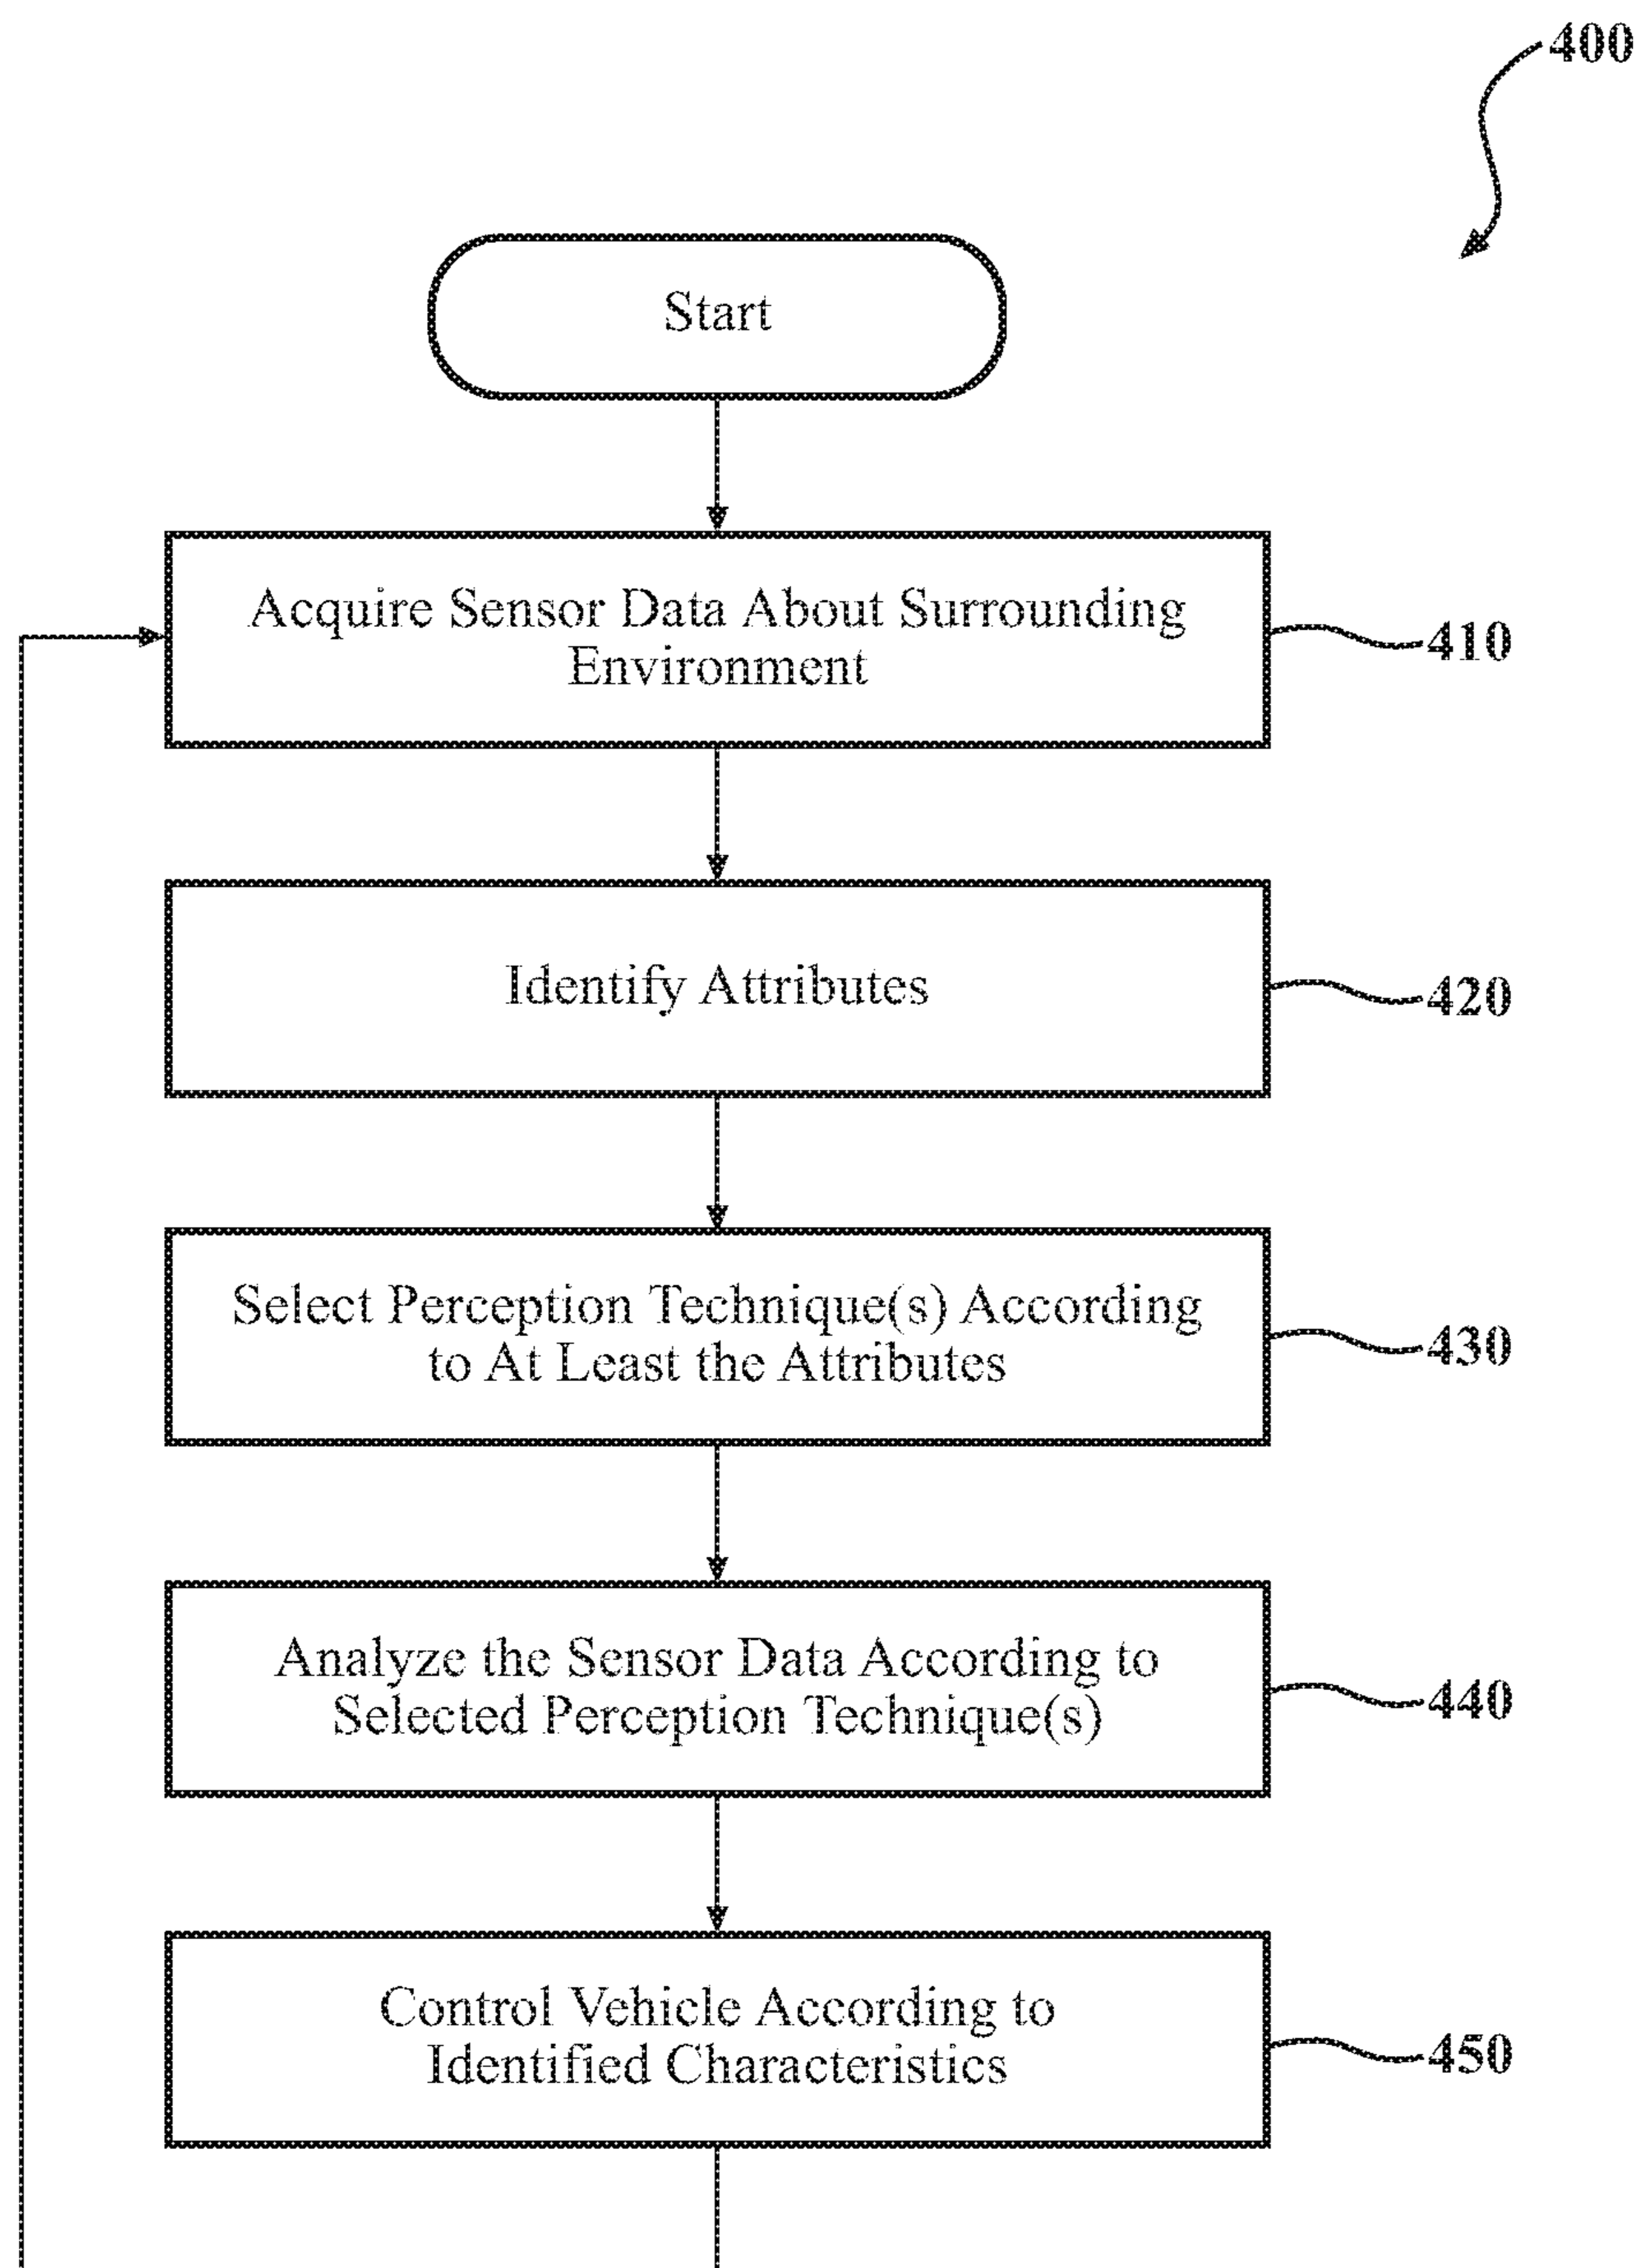 400
Start
Acquire Sensor Data About Surrounding
Environment
410
Identify Attributes
420
Select Perception Technique(s) According
to At Least the Attributes
430
Analyze the Sensor Data According to
Selected Perception Technique(s)
440
Control Vehicle According to
Identified Characteristics
450